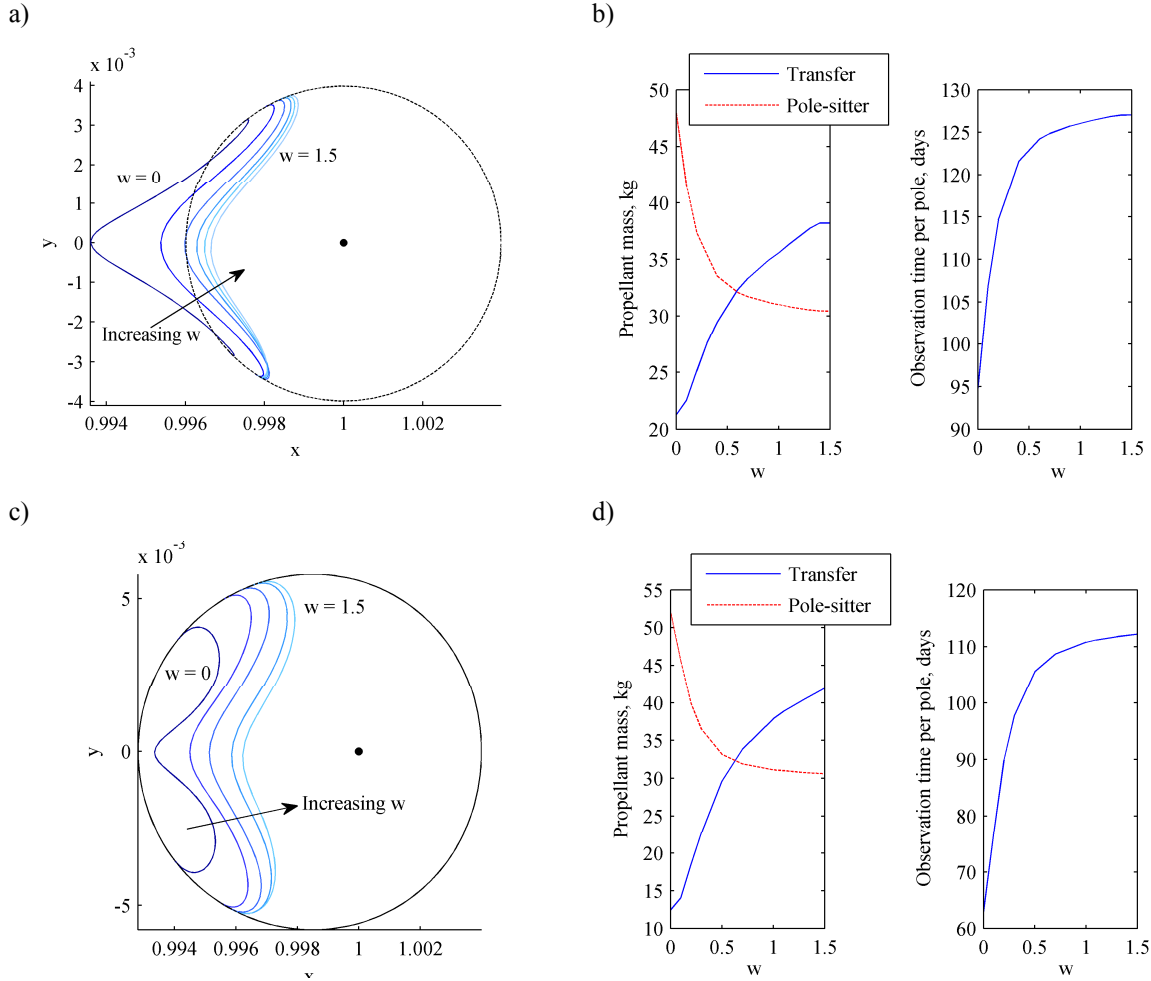 a)
x 10⁻³
4
3
2
1
0
-1
-2
-3
-4
y
w = 0
w = 1.5
Increasing w
0.994 0.996 0.998 1 1.002
x
b)
Transfer
Pole-sitter
Propellant mass, kg
50
45
40
35
30
25
20
0 0.5 1 1.5
w
Observation time per pole, days
130
125
120
115
110
105
100
95
90
0 0.5 1 1.5
w
c)
x 10⁻³
5
0
-5
y
w = 0
w = 1.5
Increasing w
0.994 0.996 0.998 1 1.002
x
d)
Transfer
Pole-sitter
Propellant mass, kg
55
50
45
40
35
30
25
20
15
10
0 0.5 1 1.5
w
Observation time per pole, days
120
110
100
90
80
70
60
0 0.5 1 1.5
w